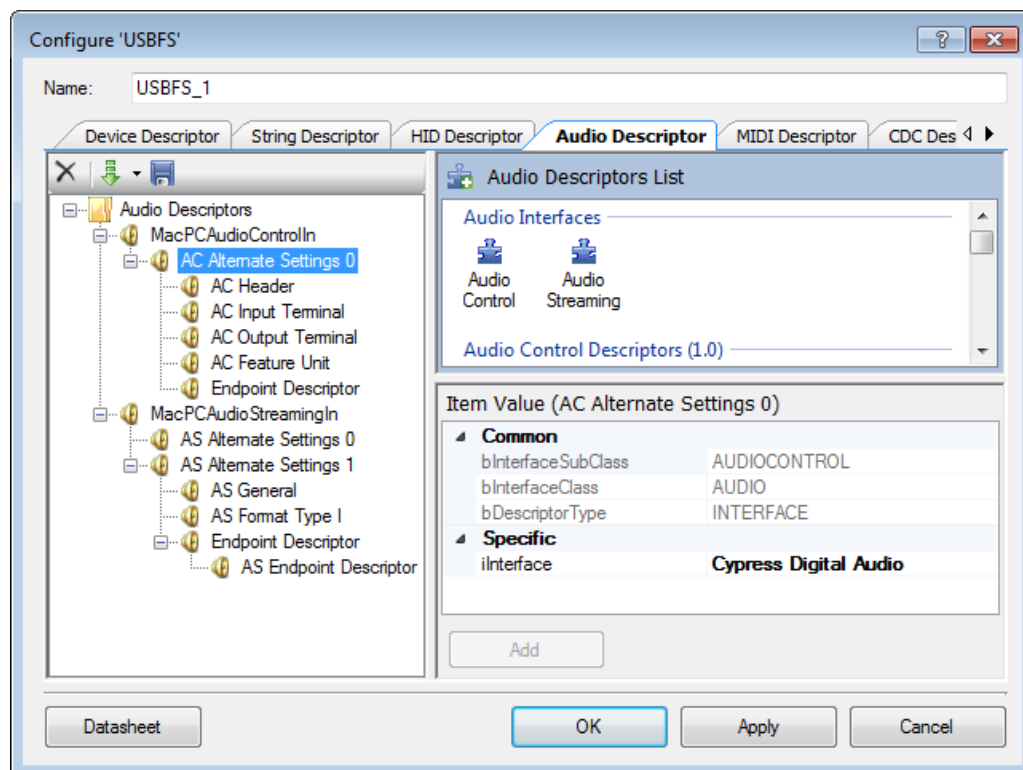 Configure 'USBFS'
Name: USBFS_1
Device Descriptor String Descriptor HID Descriptor Audio Descriptor MIDI Descriptor CDC Des
Audio Descriptors
MacPCAudioControlIn
AC Alternate Settings 0
AC Header
AC Input Terminal
AC Output Terminal
AC Feature Unit
Endpoint Descriptor
MacPCAudioStreamingIn
AS Alternate Settings 0
AS Alternate Settings 1
AS General
AS Format Type I
Endpoint Descriptor
AS Endpoint Descriptor
Audio Descriptors List
Audio Interfaces
Audio Control
Audio Streaming
Audio Control Descriptors (1.0)
Item Value (AC Alternate Settings 0)
Common
bInterfaceSubClass AUDIOCONTROL
bInterfaceClass AUDIO
bDescriptorType INTERFACE
Specific
iInterface Cypress Digital Audio
Add
Datasheet OK Apply Cancel